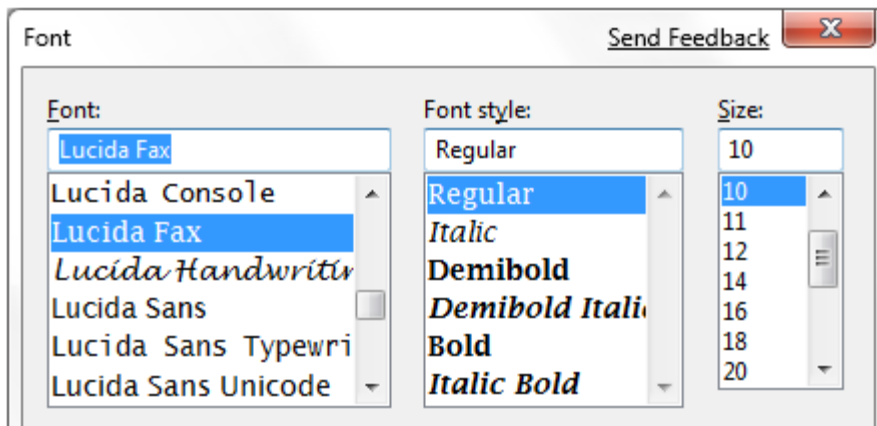 Font
Send Feedback
Font:
Lucida Fax
Lucida Console
Lucida Fax
Lucida Handwritin
Lucida Sans
Lucida Sans Typewri
Lucida Sans Unicode
Font style:
Regular
Regular
Italic
Demibold
Demibold Itali
Bold
Italic Bold
Size:
10
10
11
12
14
16
18
20